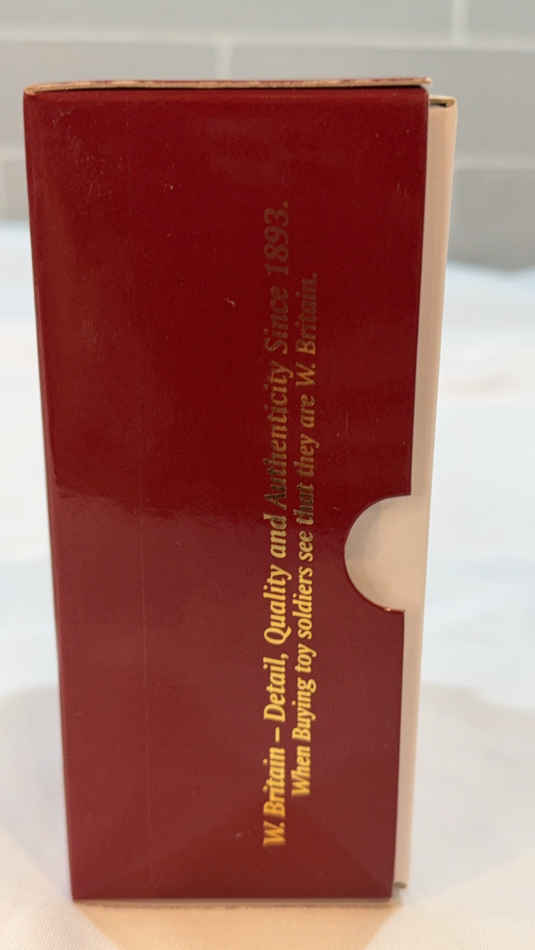 W. Britain – Detail, Quality and Authenticity Since 1893.
When Buying toy soldiers see that they are W. Britain.